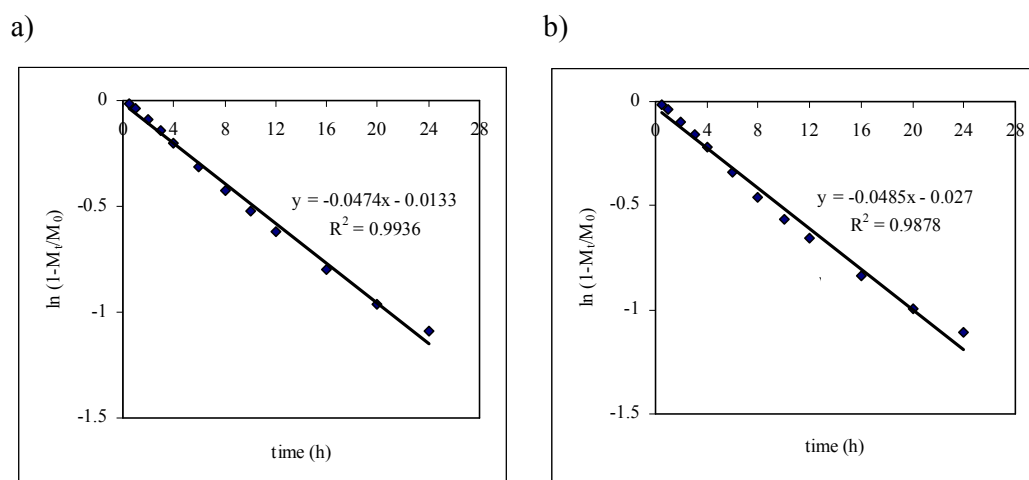 a)
0
0 4 8 12 16 20 24 28
-0.5
-1
-1.5
y = -0.0474x - 0.0133
R² = 0.9936
ln (1-Mt/M0)
time (h)
b)
0
0 4 8 12 16 20 24 28
-0.5
-1
-1.5
y = -0.0485x - 0.027
R² = 0.9878
ln (1-Mt/M0)
time (h)